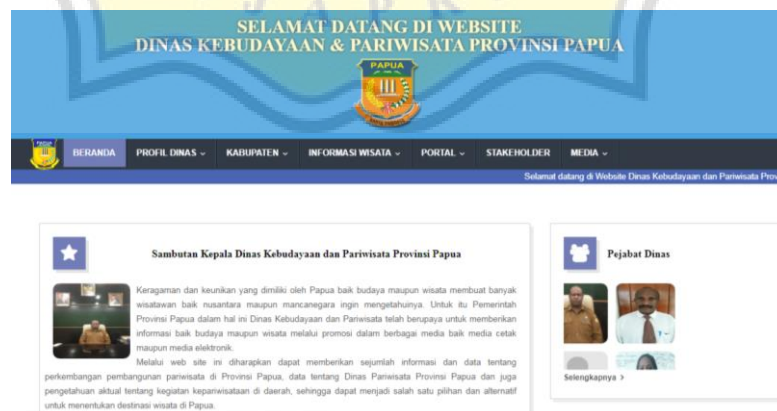 SELAMAT DATANG DI WEBSITE
DINAS KEBUDAYAAN & PARIWISATA PROVINSI PAPUA
PAPUA
BERANDA PROFIL DINAS KABUPATEN INFORMASI WISATA PORTAL STAKEHOLDER MEDIA
Selamat datang di Website Dinas Kebudayaan dan Pariwisata Prov
Sambutan Kepala Dinas Kebudayaan dan Pariwisata Provinsi Papua
Keragaman dan keunikan yang dimiliki oleh Papua baik budaya maupun wisata membuat banyak
wisatawan baik nusantara maupun mancanegara ingin mengetahuinya. Untuk itu Pemerintah
Provinsi Papua dalam hal ini Dinas Kebudayaan dan Pariwisata telah berupaya untuk memberikan
informasi baik budaya maupun wisata melalui promosi dalam berbagai media baik media cetak
maupun media elektronik.
Melalui web site ini diharapkan dapat memberikan sejumlah informasi dan data tentang
perkembangan pembangunan pariwisata di Provinsi Papua, data tentang Dinas Pariwisata Provinsi Papua dan juga
pengetahuan aktual tentang kegiatan kepariwisataan di daerah, sehingga dapat menjadi salah satu pilihan dan alternatif
untuk menentukan destinasi wisata di Papua.
Pejabat Dinas
Selengkapnya >